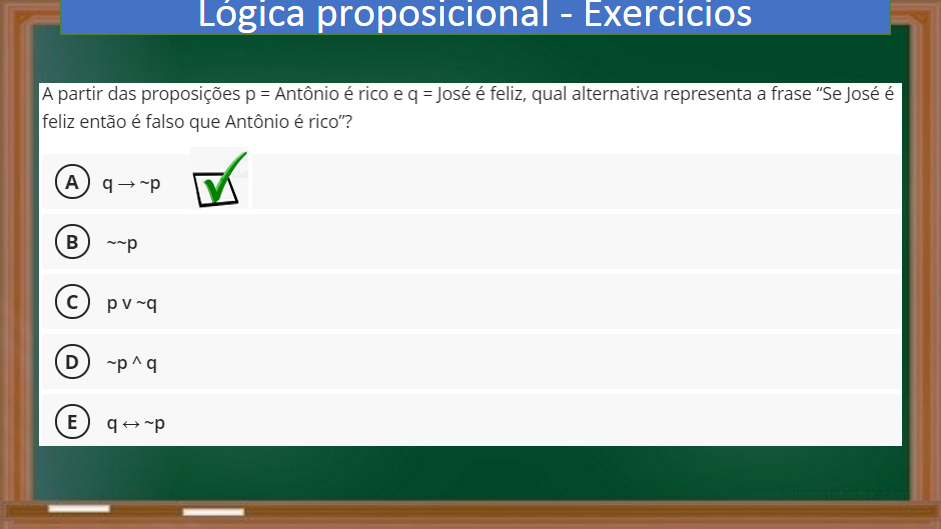 Lógica proposicional - Exercícios
A partir das proposições p = Antônio é rico e q = José é feliz, qual alternativa representa a frase “Se José é
feliz então é falso que Antônio é rico”?
A q → ~p
B ~~p
C p v ~q
D ~p ^ q
E q ↔ ~p